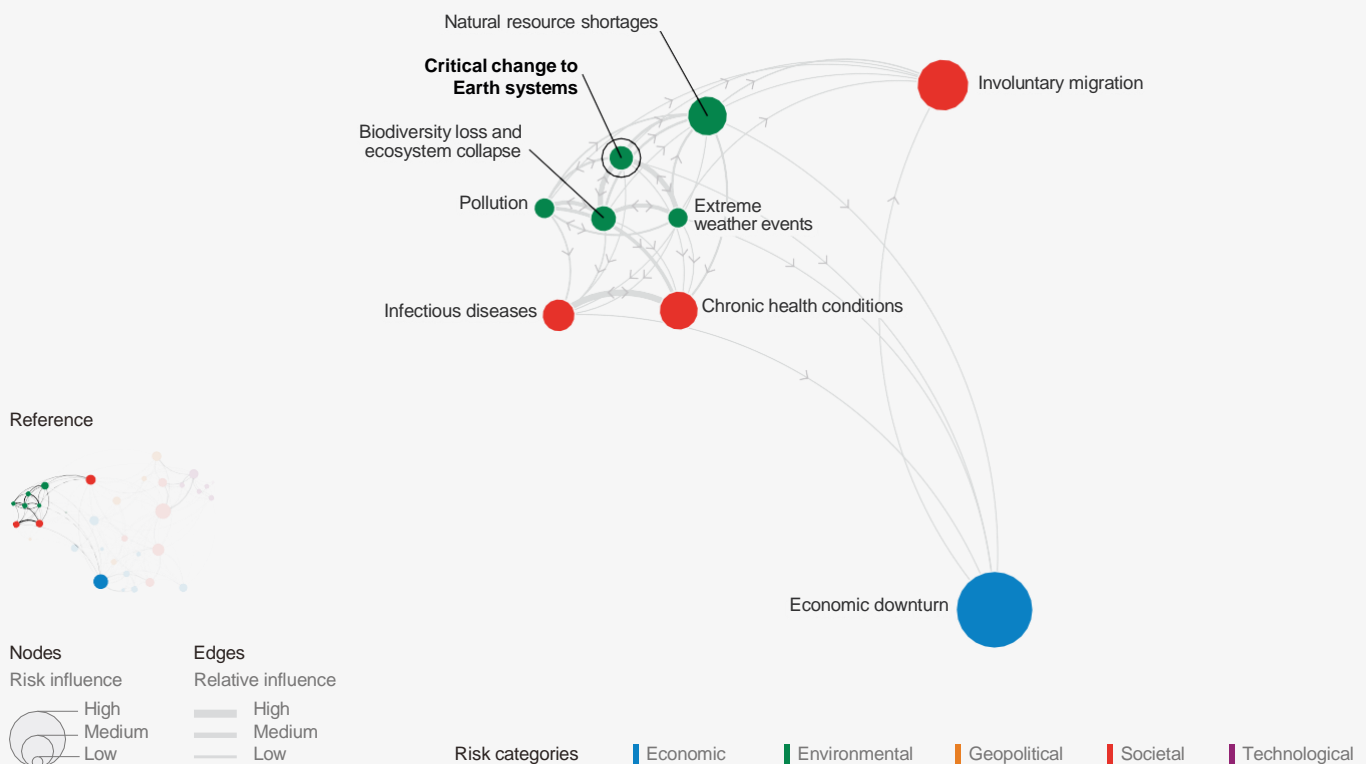 Natural resource shortages
Critical change to
Earth systems
Involuntary migration
Biodiversity loss and
ecosystem collapse
Pollution
Extreme
weather events
Infectious diseases
Chronic health conditions
Economic downturn
Reference
Nodes
Risk influence
High
Medium
Low
Edges
Relative influence
High
Medium
Low
Risk categories
Economic
Environmental
Geopolitical
Societal
Technological